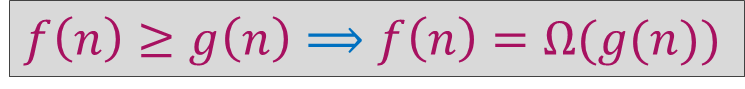 f(n) ≥ g(n) ⟹ f(n) = Ω(g(n))